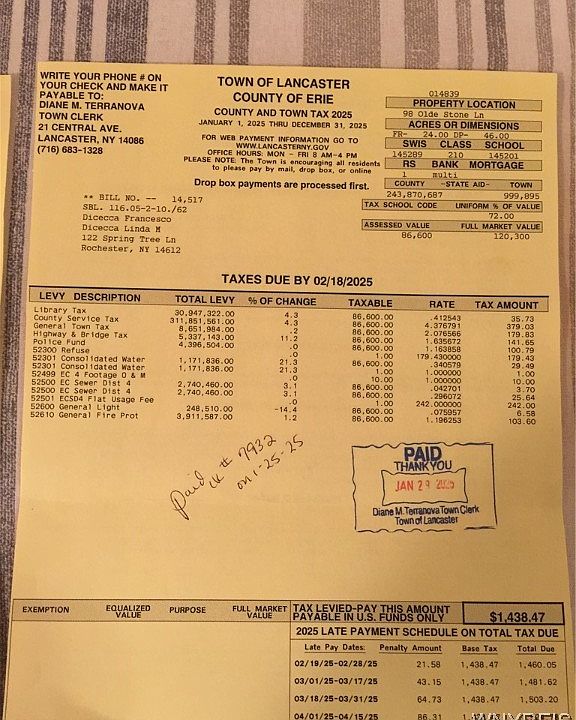 WRITE YOUR PHONE # ON
YOUR CHECK AND MAKE IT
PAYABLE TO:
DIANE M. TERRANOVA
TOWN CLERK
21 CENTRAL AVE.
LANCASTER, NY 14086
(716) 683-1328
TOWN OF LANCASTER
COUNTY OF ERIE
COUNTY AND TOWN TAX 2025
JANUARY 1, 2025 THRU DECEMBER 31, 2025
FOR WEB PAYMENT INFORMATION GO TO
WWW.LANCASTERNY.GOV
OFFICE HOURS: MON - FRI 8 AM-4 PM
PLEASE NOTE: The Town is encouraging all residents
to please pay by mail, drop box, or online
Drop box payments are processed first.
014839
PROPERTY LOCATION
98 Olde Stone Ln
ACRES OR DIMENSIONS
FR- 24.00 DP- 46.00
SWIS CLASS SCHOOL
145289 210 145201
RS BANK MORTGAGE
1 multi
COUNTY -STATE AID- TOWN
243,870,687 999,895
TAX SCHOOL CODE UNIFORM % OF VALUE
72.00
ASSESSED VALUE FULL MARKET VALUE
86,600 120,300
** BILL NO. -- 14,517
SBL. 116.05-2-10./62
Dicecca Francesco
Dicecca Linda M
122 Spring Tree Ln
Rochester, NY 14612
TAXES DUE BY 02/18/2025
LEVY DESCRIPTION TOTAL LEVY % OF CHANGE TAXABLE RATE TAX AMOUNT
Library Tax 30,947,322.00 4.3 86,600.00 .412543 35.73
County Service Tax 311,851,561.00 4.3 86,600.00 4.376791 379.03
General Town Tax 8,651,984.00 .2 86,600.00 2.076566 179.83
Highway & Bridge Tax 5,337,143.00 11.2 86,600.00 1.635672 141.65
Police Fund 4,396,504.00 .0 86,600.00 1.163858 100.79
52300 Refuse .0 1.00 179.430000 179.43
52301 Consolidated Water 1,171,836.00 21.3 86,600.00 .340579 29.49
52301 Consolidated Water 1,171,836.00 21.3 1.00 1.000000 1.00
52499 EC 4 Footage O & M .0 10.00 1.000000 10.00
52500 EC Sewer Dist 4 2,740,460.00 3.1 86,600.00 .042701 3.70
52500 EC Sewer Dist 4 2,740,460.00 3.1 86,600.00 .296072 25.64
52501 ECSD4 Flat Usage Fee .0 1.00 242.000000 242.00
52600 General Light 248,510.00 -14.4 86,600.00 .075957 6.58
52610 General Fire Prot 3,911,587.00 1.2 86,600.00 1.196253 103.60
Paid ck # 7932
on 1-25-25
PAID
THANK YOU
JAN 29 2025
Diane M. Terranova Town Clerk
Town of Lancaster
EXEMPTION EQUALIZED VALUE PURPOSE FULL MARKET VALUE
TAX LEVIED-PAY THIS AMOUNT
PAYABLE IN U.S. FUNDS ONLY $1,438.47
2025 LATE PAYMENT SCHEDULE ON TOTAL TAX DUE
Late Pay Dates: Penalty Amount Base Tax Total Due
02/19/25-02/28/25 21.58 1,438.47 1,460.05
03/01/25-03/17/25 43.15 1,438.47 1,481.62
03/18/25-03/31/25 64.73 1,438.47 1,503.20
04/01/25-04/15/25 86.31